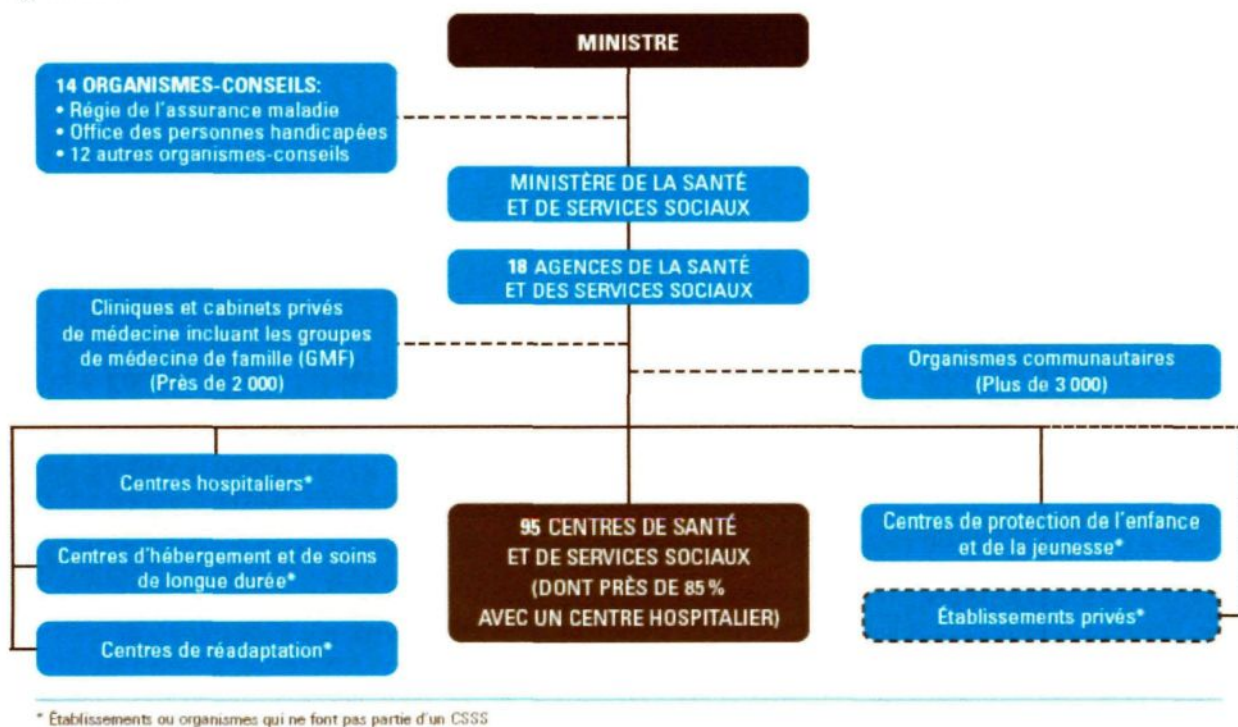 MINISTRE
14 ORGANISMES-CONSEILS:
• Régie de l'assurance maladie
• Office des personnes handicapées
• 12 autres organismes-conseils
MINISTÈRE DE LA SANTÉ
ET DE SERVICES SOCIAUX
18 AGENCES DE LA SANTÉ
ET DES SERVICES SOCIAUX
Cliniques et cabinets privés
de médecine incluant les groupes
de médecine de famille (GMF)
(Près de 2 000)
Organismes communautaires
(Plus de 3 000)
Centres hospitaliers*
Centres d'hébergement et de soins
de longue durée*
Centres de réadaptation*
95 CENTRES DE SANTÉ
ET DE SERVICES SOCIAUX
(DONT PRÈS DE 85 %
AVEC UN CENTRE HOSPITALIER)
Centres de protection de l'enfance
et de la jeunesse*
Établissements privés*
* Établissements ou organismes qui ne font pas partie d'un CSSS